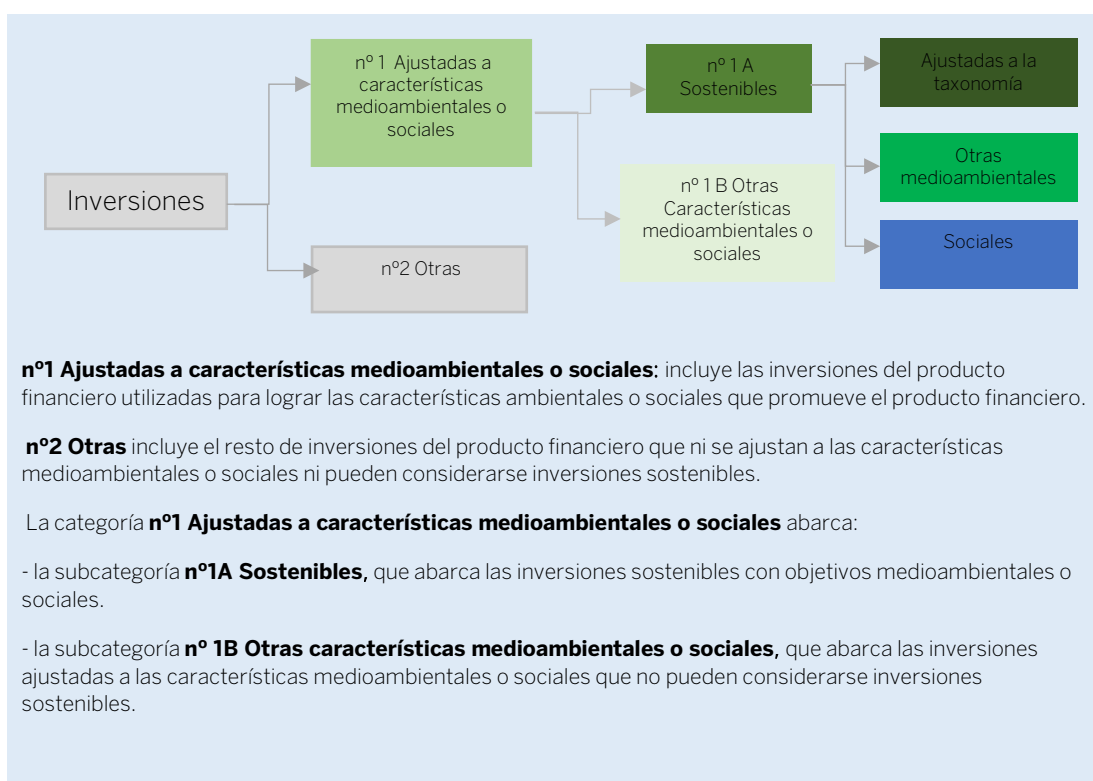 nº 1 Ajustadas a
características
medioambientales o
sociales
nº 1 A
Sostenibles
Ajustadas a la
taxonomía
Otras
medioambientales
Inversiones
nº 1 B Otras
Características
medioambientales o
sociales
Sociales
nº2 Otras
nº1 Ajustadas a características medioambientales o sociales: incluye las inversiones del producto
financiero utilizadas para lograr las características ambientales o sociales que promueve el producto financiero.
nº2 Otras incluye el resto de inversiones del producto financiero que ni se ajustan a las características
medioambientales o sociales ni pueden considerarse inversiones sostenibles.
La categoría nº1 Ajustadas a características medioambientales o sociales abarca:
- la subcategoría nº1A Sostenibles, que abarca las inversiones sostenibles con objetivos medioambientales o
sociales.
- la subcategoría nº 1B Otras características medioambientales o sociales, que abarca las inversiones
ajustadas a las características medioambientales o sociales que no pueden considerarse inversiones
sostenibles.